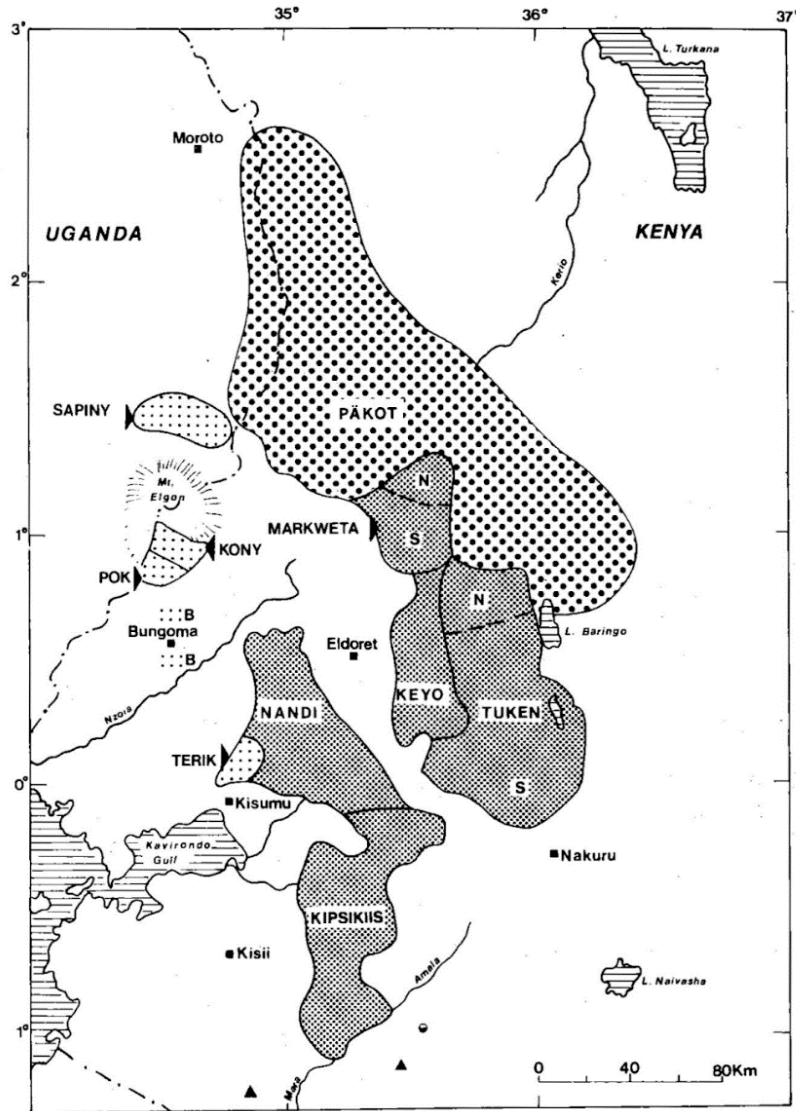 35°
36°
37°
3°
L. Turkana
Moroto
UGANDA
KENYA
2°
Kerio
SAPINY
PÄKOT
Mt.
Elgon
N
MARKWETA
1°
S
KONY
POK
B
N
Bungoma
B
Eldoret
L. Baringo
KEYO
TUKEN
NANDI
Nzoia
TERIK
S
0°
Kisumu
Kavirondo
Gulf
Nakuru
KIPSIKIIS
Kisii
Amala
L. Naivasha
1°
Mara
0 40 80Km